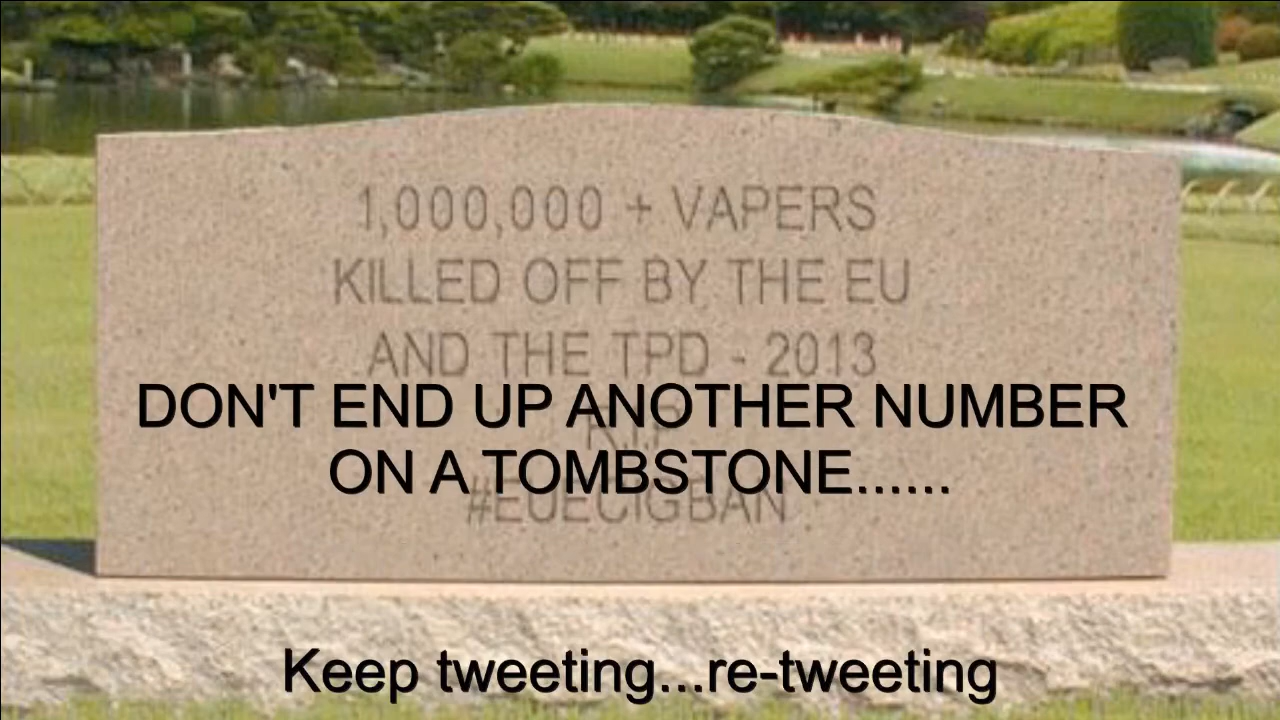 1,000,000 + VAPERS
KILLED OFF BY THE EU
AND THE TPD - 2013
DON'T END UP ANOTHER NUMBER
R.I.P.
ON A TOMBSTONE......
#EUECIGBAN
Keep tweeting...re-tweeting